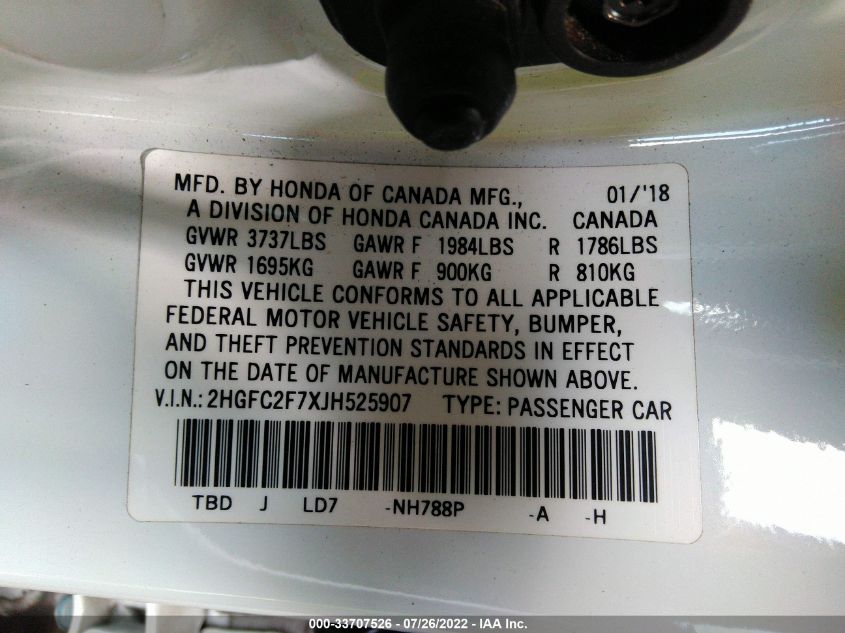 MFD. BY HONDA OF CANADA MFG., 01/'18
A DIVISION OF HONDA CANADA INC. CANADA
GVWR 3737LBS GAWR F 1984LBS R 1786LBS
GVWR 1695KG GAWR F 900KG R 810KG
THIS VEHICLE CONFORMS TO ALL APPLICABLE
FEDERAL MOTOR VEHICLE SAFETY, BUMPER,
AND THEFT PREVENTION STANDARDS IN EFFECT
ON THE DATE OF MANUFACTURE SHOWN ABOVE.
V.I.N.: 2HGFC2F7XJH525907 TYPE: PASSENGER CAR
TBD J LD7 -NH788P -A -H
000-33707526 - 07/26/2022 - IAA Inc.